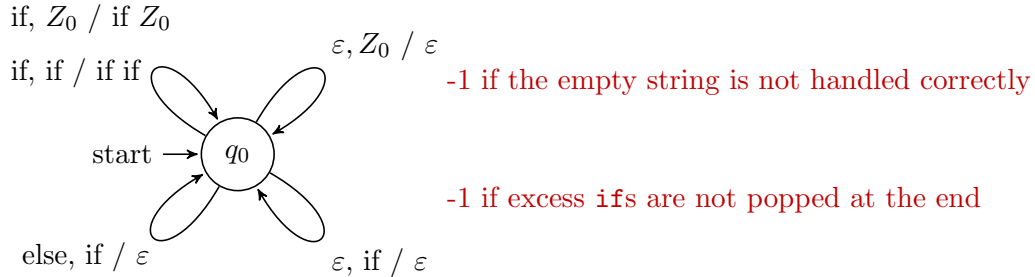 if, Z₀ / if Z₀
if, if / if if
ε, Z₀ / ε
-1 if the empty string is not handled correctly
start
q₀
-1 if excess ifs are not popped at the end
else, if / ε
ε, if / ε